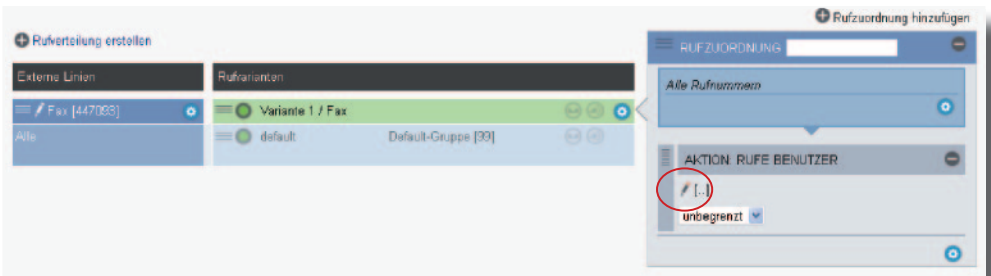 Rufzuordnung hinzufügen
Rufverteilung erstellen
RUFZUORDNUNG
Externe Linien
Rufvarianten
Alle Rufnummern
Fax [447093]
Variante 1 / Fax
Alle
default
Default-Gruppe [99]
AKTION: RUFE BENUTZER
[..]
unbegrenzt